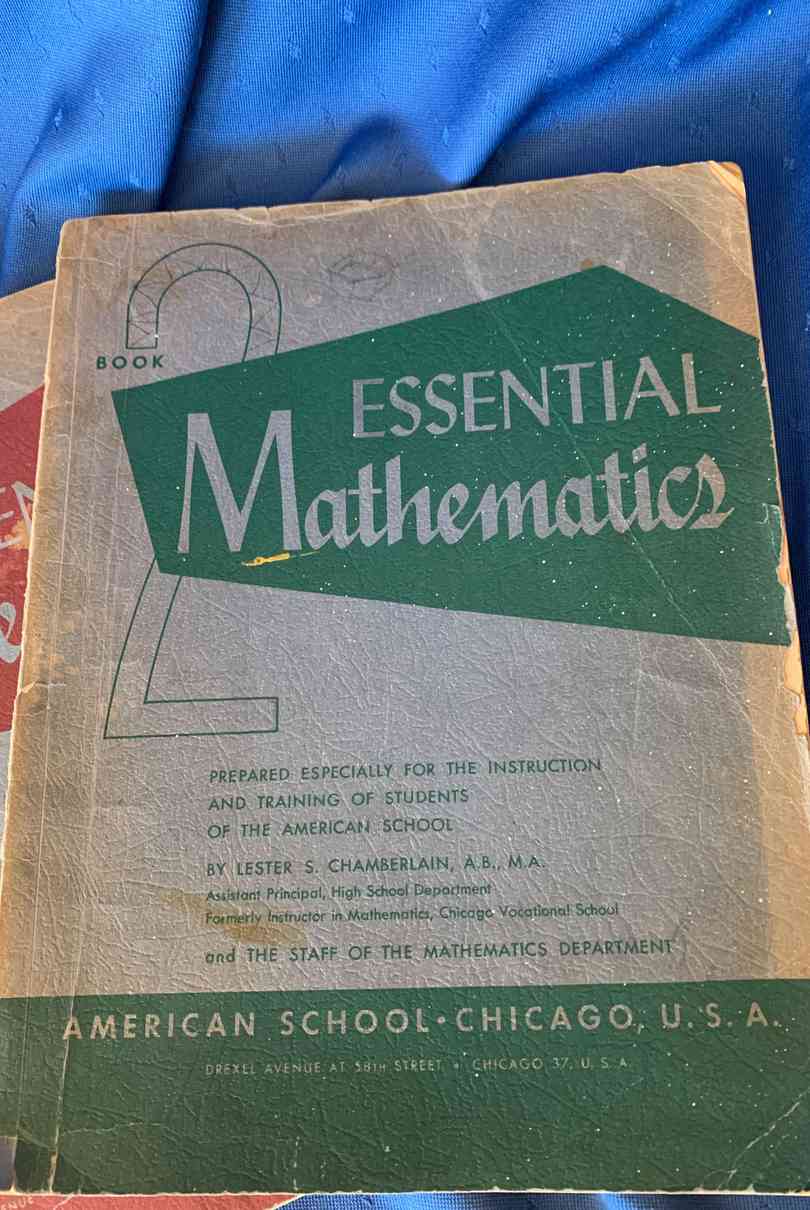 2
BOOK
ESSENTIAL
Mathematics
PREPARED ESPECIALLY FOR THE INSTRUCTION
AND TRAINING OF STUDENTS
OF THE AMERICAN SCHOOL
BY LESTER S. CHAMBERLAIN, A.B., M.A.
Assistant Principal, High School Department
Formerly Instructor in Mathematics, Chicago Vocational School
and THE STAFF OF THE MATHEMATICS DEPARTMENT
AMERICAN SCHOOL • CHICAGO, U. S. A.
DREXEL AVENUE AT 58TH STREET • CHICAGO 37, U. S. A.